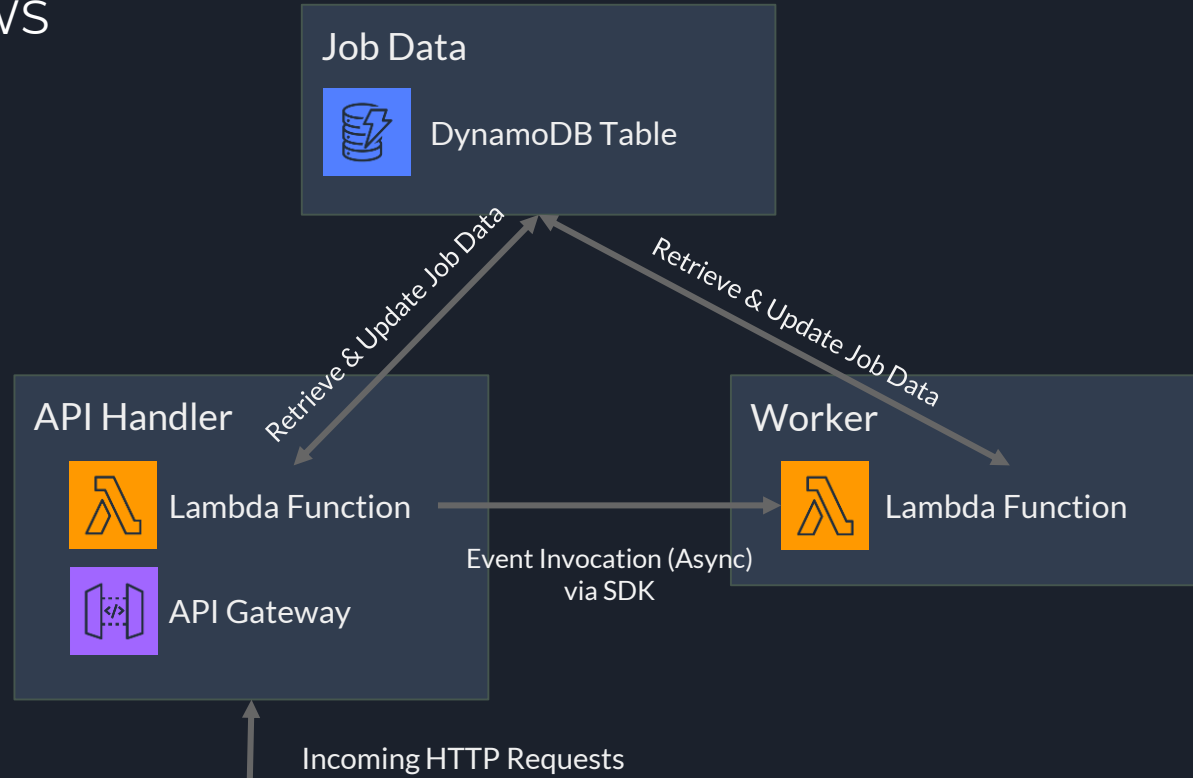 WS
Job Data
DynamoDB Table
Retrieve & Update Job Data
Retrieve & Update Job Data
API Handler
Lambda Function
API Gateway
Event Invocation (Async)
via SDK
Worker
Lambda Function
Incoming HTTP Requests